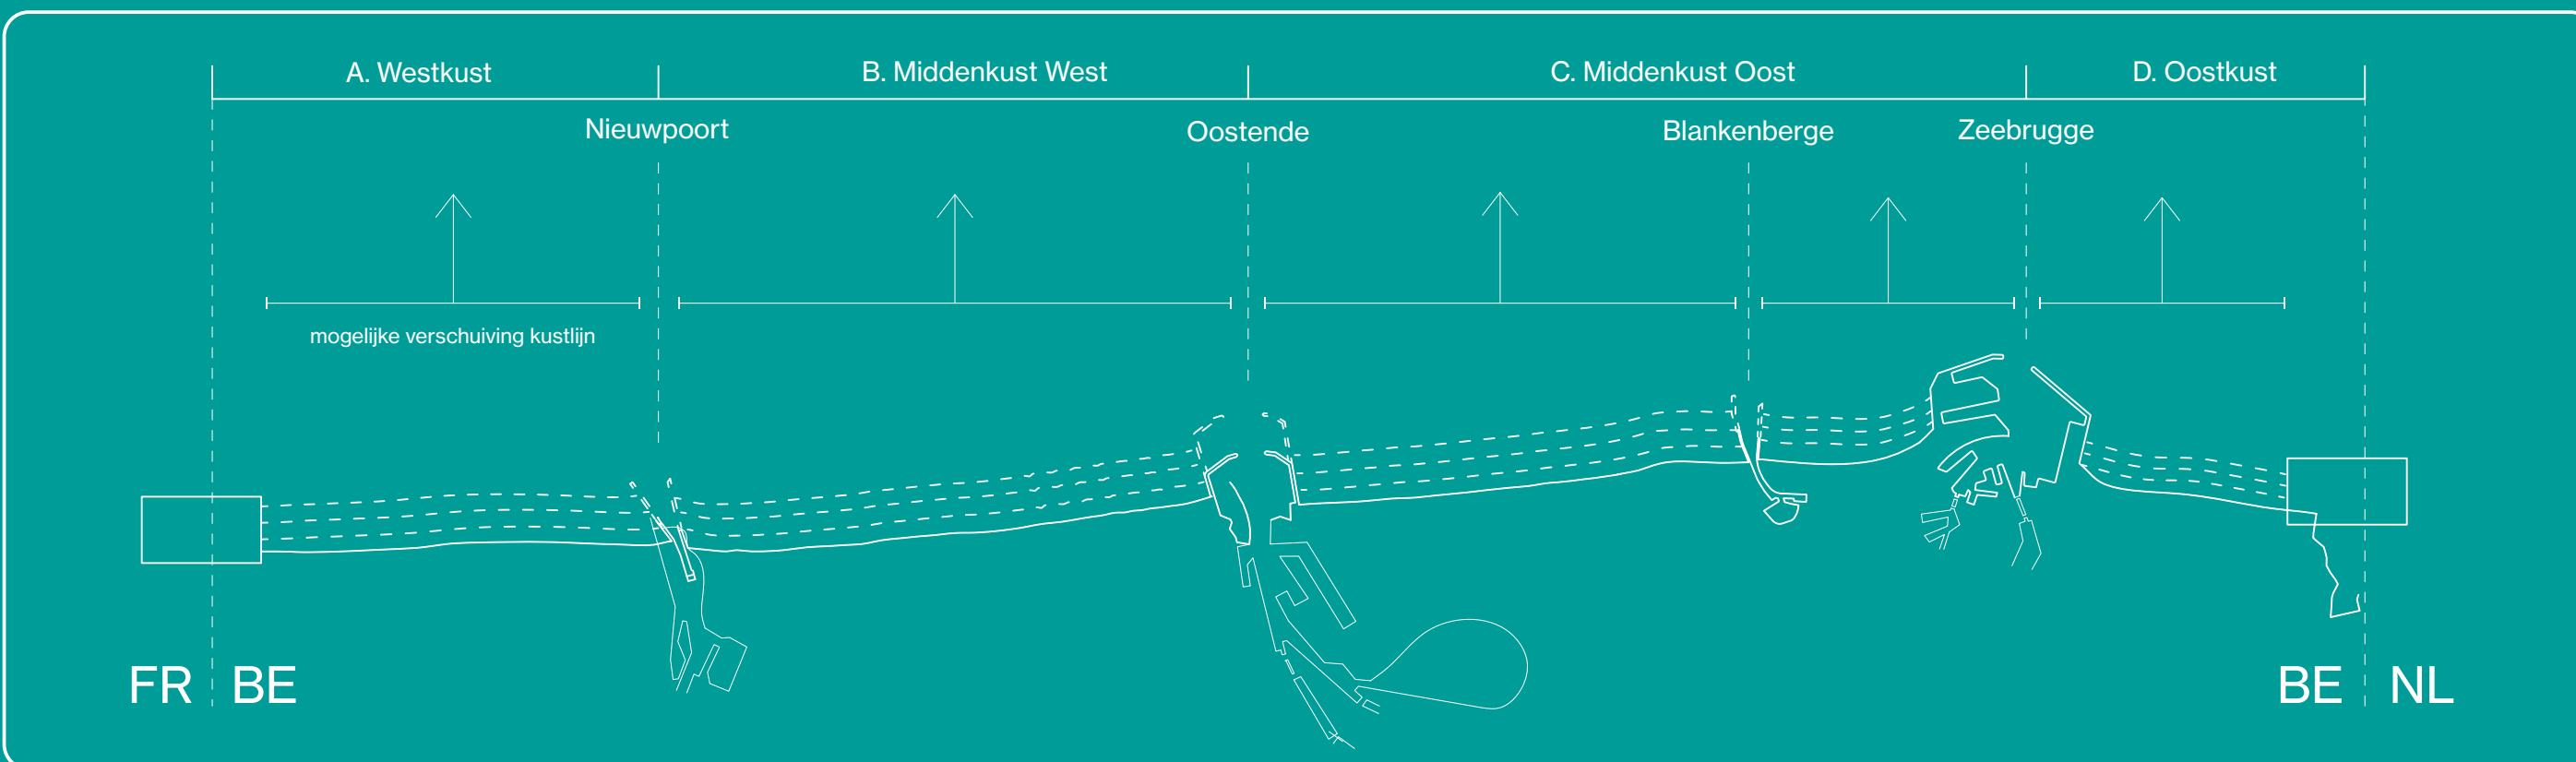 A. Westkust
B. Middenkust West
C. Middenkust Oost
D. Oostkust
Nieuwpoort
Oostende
Blankenberge
Zeebrugge
mogelijke verschuiving kustlijn
FR
BE
BE
NL